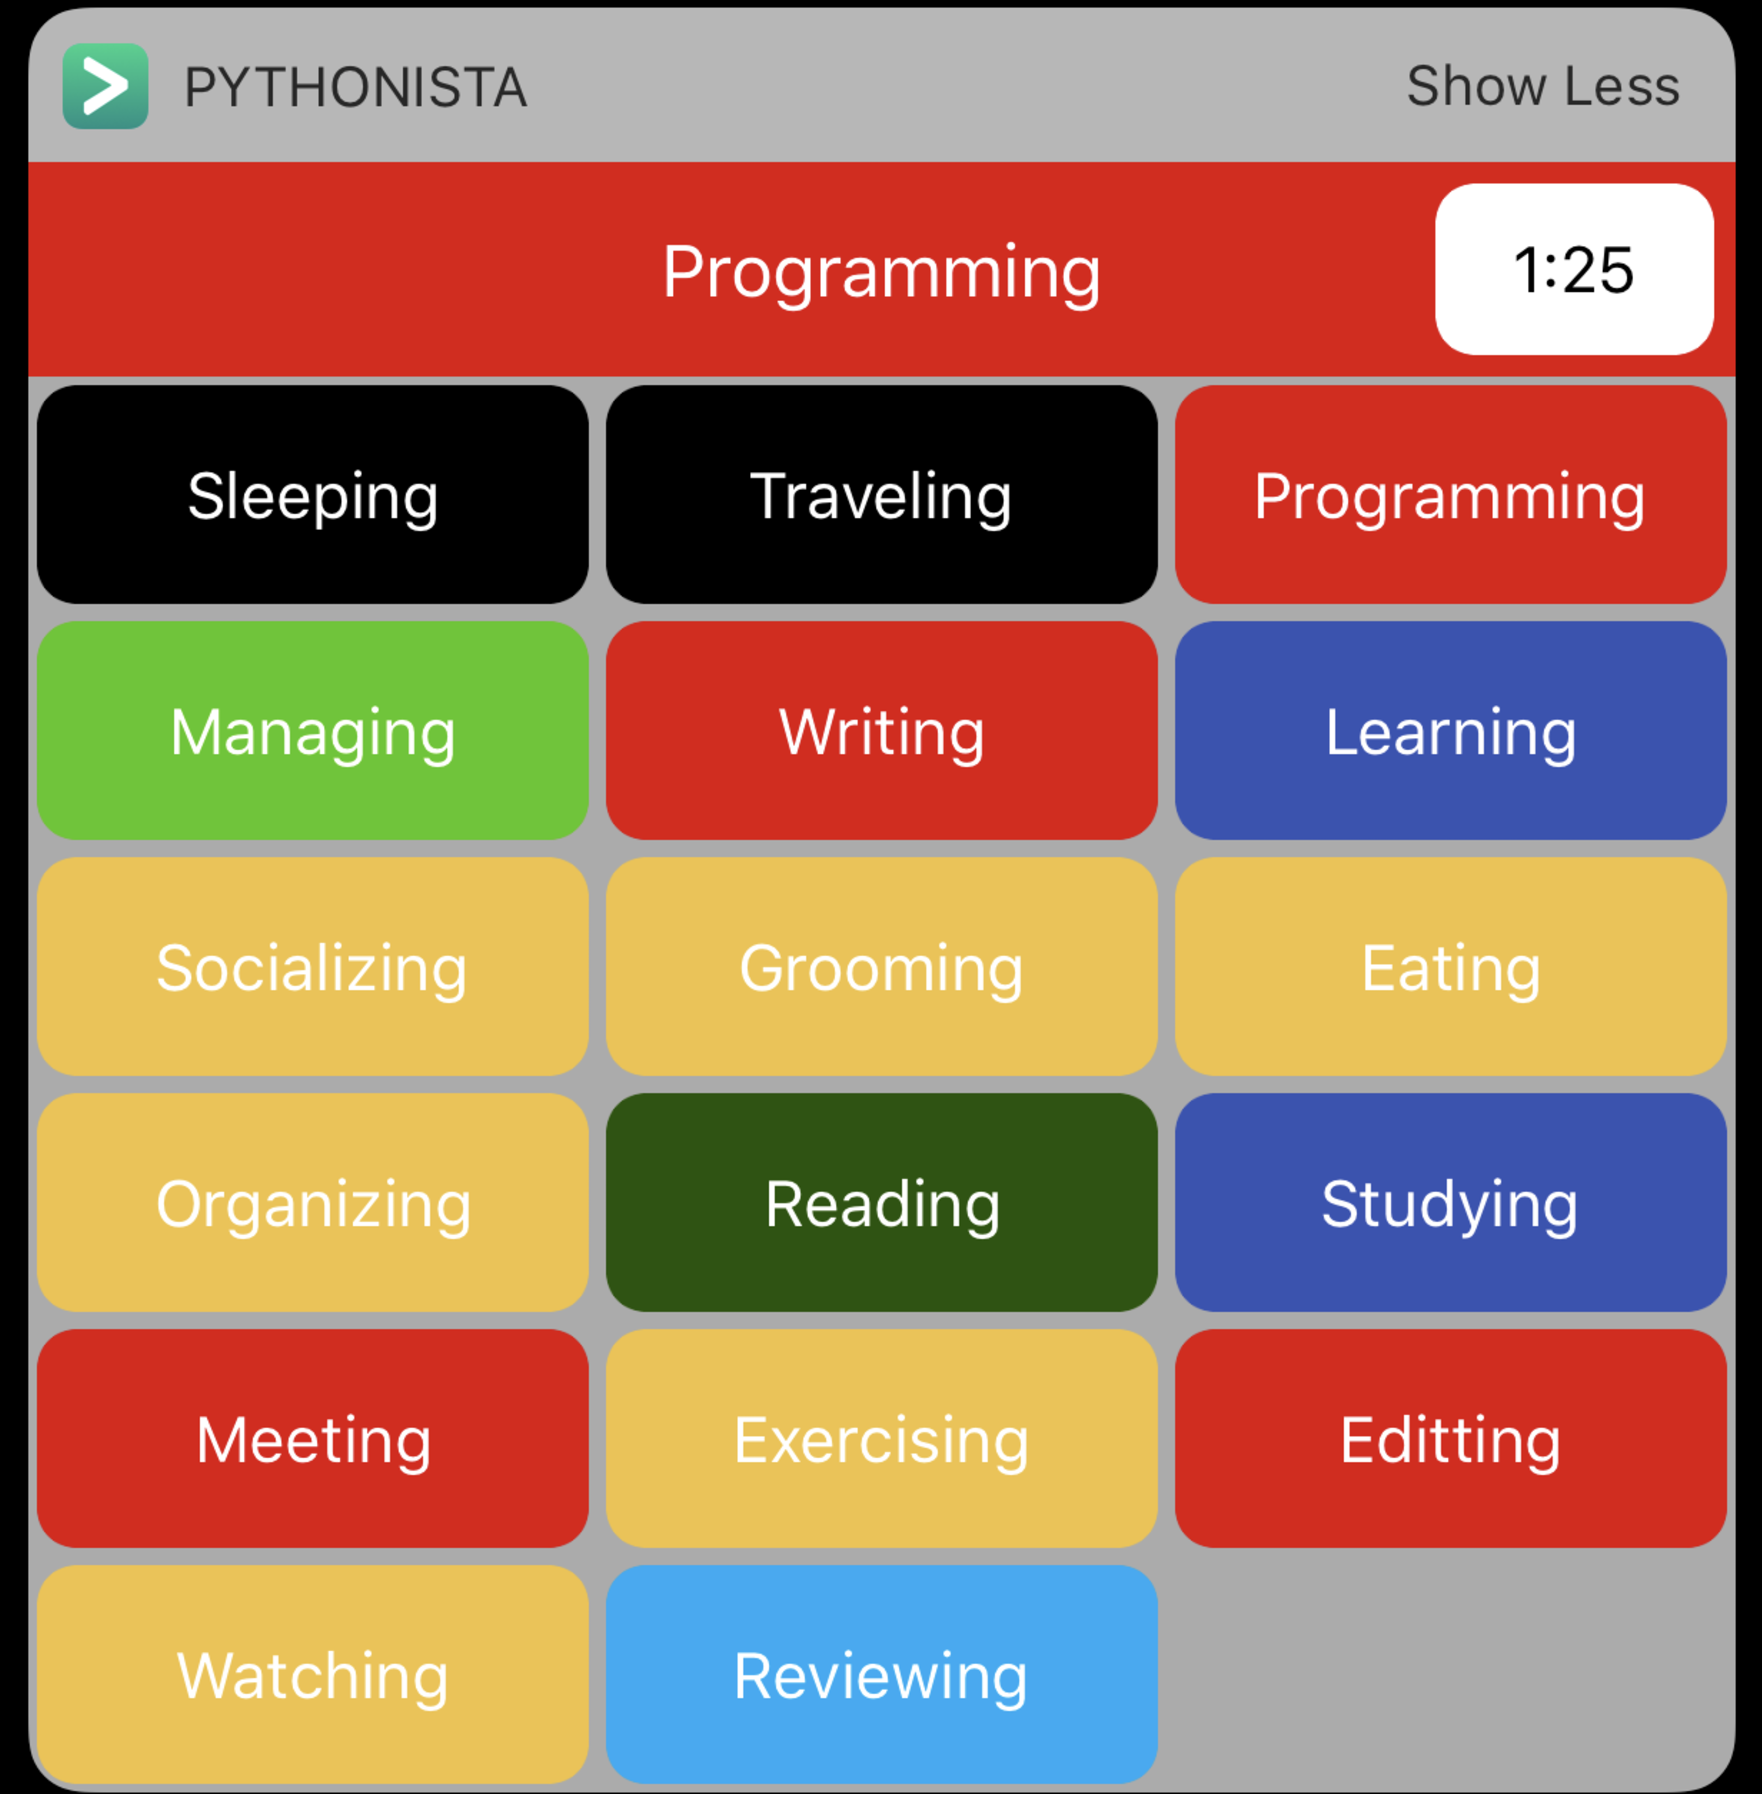 PYTHONISTA Show Less
Programming 1:25
Sleeping Traveling Programming
Managing Writing Learning
Socializing Grooming Eating
Organizing Reading Studying
Meeting Exercising Editting
Watching Reviewing